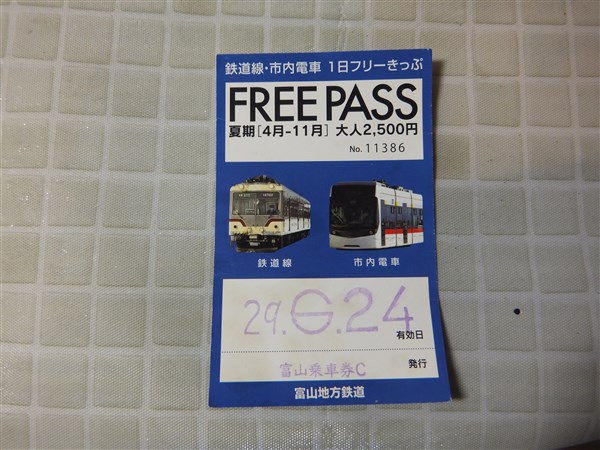 鉄道線・市内電車 1日フリーきっぷ
FREE PASS
夏期[4月-11月] 大人2,500円
No. 11386
鉄道線
市内電車
29.6.24
有効日
富山乗車券C
発行
富山地方鉄道